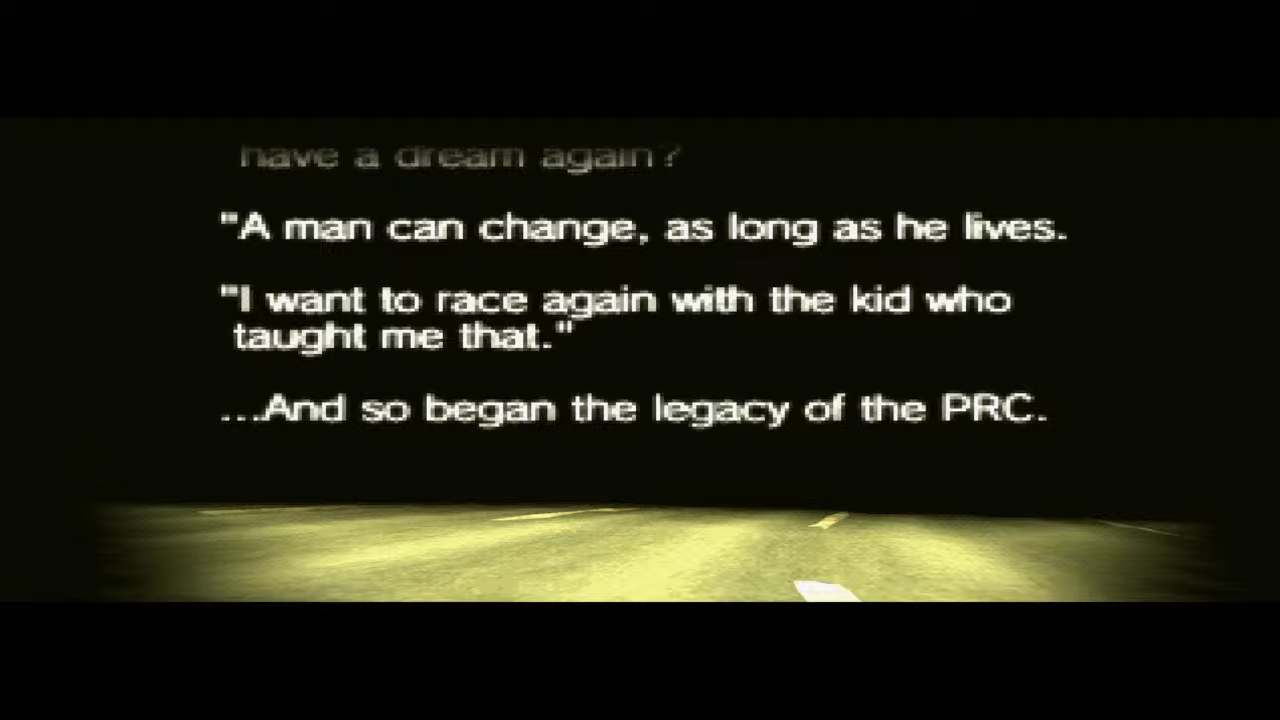 have a dream again?
"A man can change, as long as he lives.
"I want to race again with the kid who
taught me that."
...And so began the legacy of the PRC.